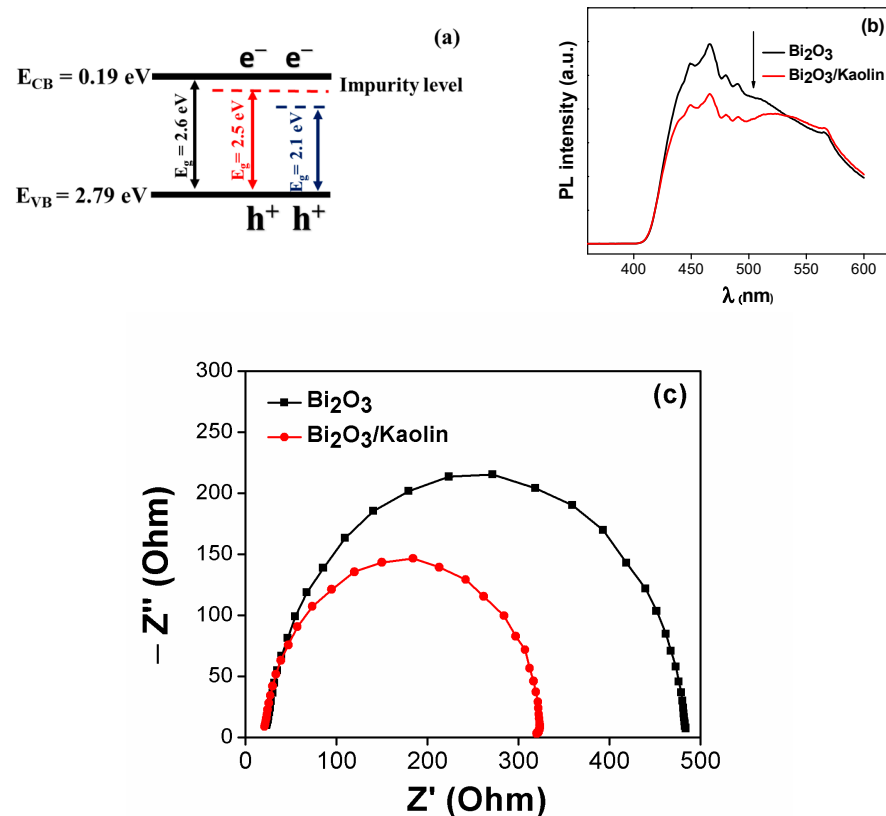 (a)
e⁻ e⁻
E_CB = 0.19 eV
Impurity level
E_g= 2.6 eV
E_g= 2.5 eV
E_g= 2.1 eV
E_VB = 2.79 eV
h⁺ h⁺
(b)
Bi₂O₃
Bi₂O₃/Kaolin
PL intensity (a.u.)
400 450 500 550 600
λ (nm)
(c)
Bi₂O₃
Bi₂O₃/Kaolin
300
250
200
150
100
50
0
− Z'' (Ohm)
0 100 200 300 400 500
Z' (Ohm)